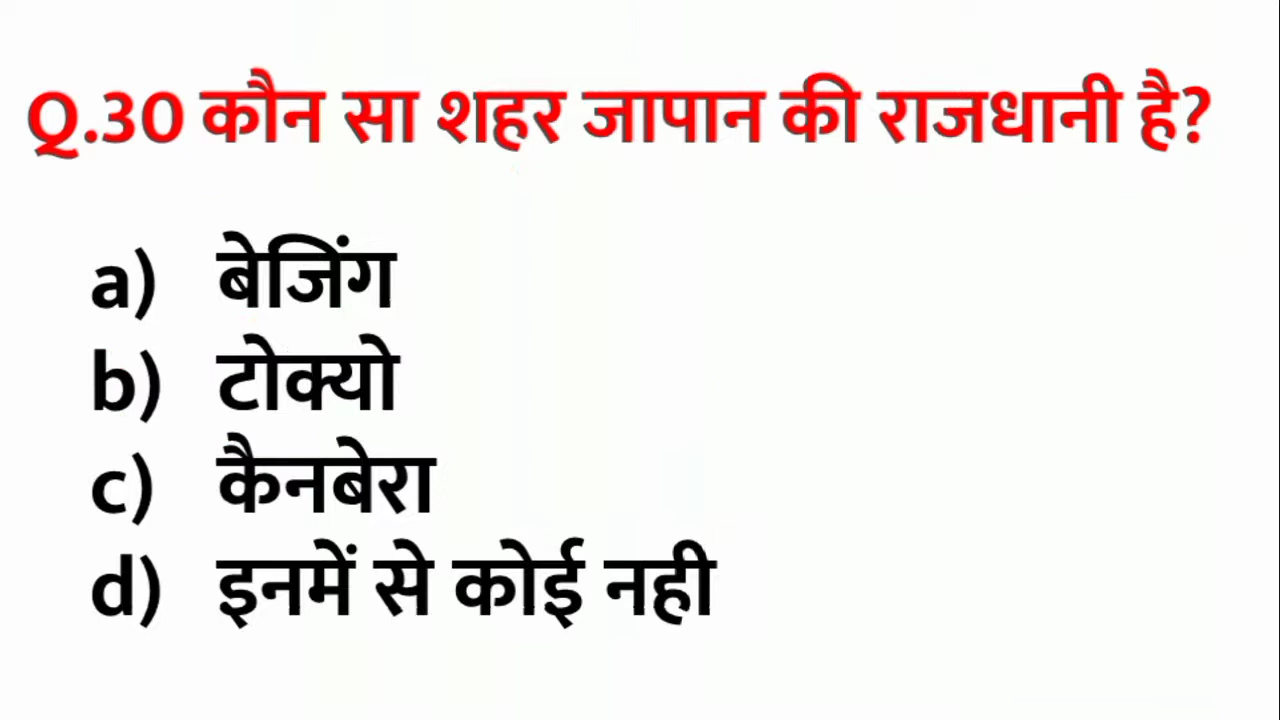 Q.30 कौन सा शहर जापान की राजधानी है?
a) बेजिंग
b) टोक्यो
c) कैनबेरा
d) इनमें से कोई नही